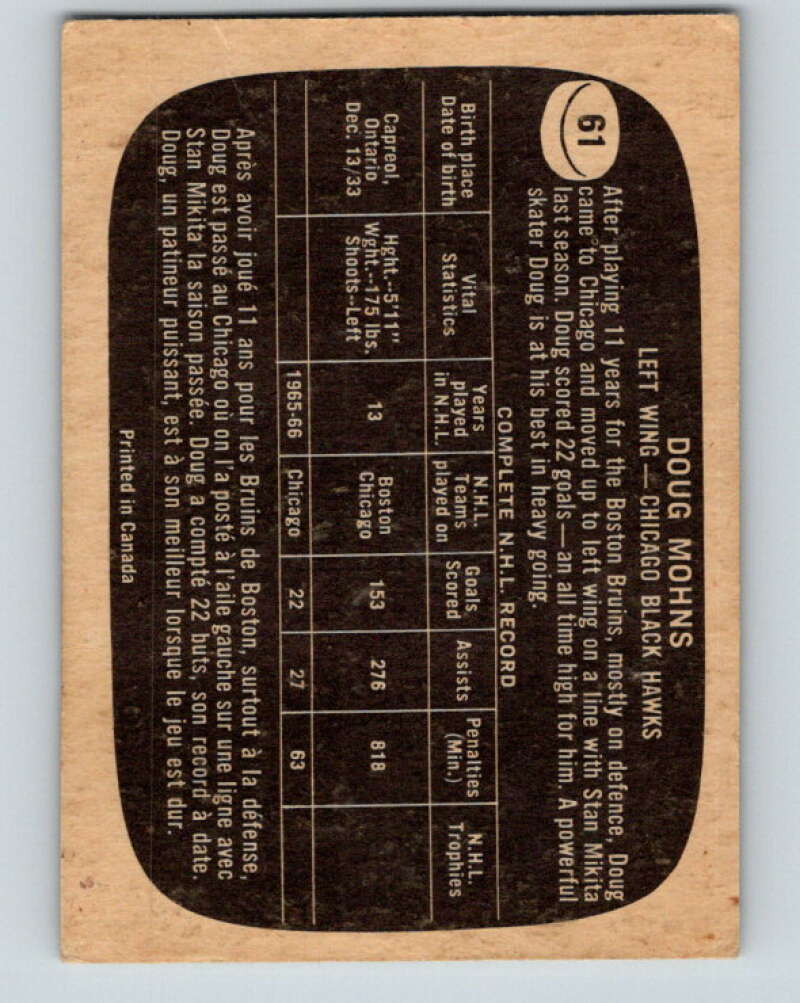 61
DOUG MOHNS
LEFT WING — CHICAGO BLACK HAWKS
After playing 11 years for the Boston Bruins, mostly on defence, Doug
came to Chicago and moved up to left wing on a line with Stan Mikita
last season. Doug scored 22 goals — an all time high for him. A powerful
skater Doug is at his best in heavy going.
COMPLETE N.H.L. RECORD
Birth place
Date of birth
Vital
Statistics
Years
played
in N.H.L.
N.H.L.
Teams
played on
Goals
Scored
Assists
Penalties
(Min.)
N.H.L.
Trophies
Capreol,
Ontario
Dec. 13/33
Hght.--5'11"
Wght.--175 lbs.
Shoots--Left
13
Boston
Chicago
153
276
818
1965-66
Chicago
22
27
63
Après avoir joué 11 ans pour les Bruins de Boston, surtout à la défense,
Doug est passé au Chicago où on l'a posté à l'aile gauche sur une ligne avec
Stan Mikita la saison passée. Doug a compté 22 buts, son record à date.
Doug, un patineur puissant, est à son meilleur lorsque le jeu est dur.
Printed in Canada